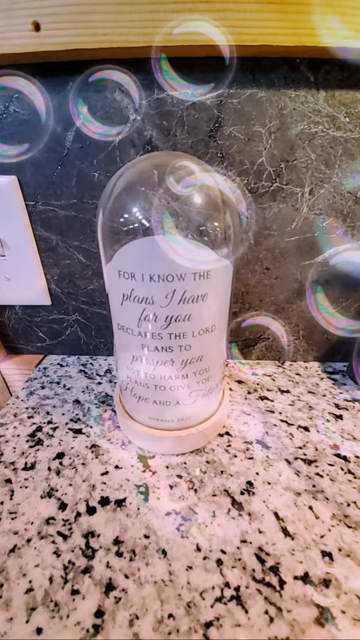 FOR I KNOW THE
plans I have
for you
DECLARES THE LORD
PLANS TO
prosper you
NOT TO HARM YOU
PLANS TO GIVE YOU
Hope AND A Future